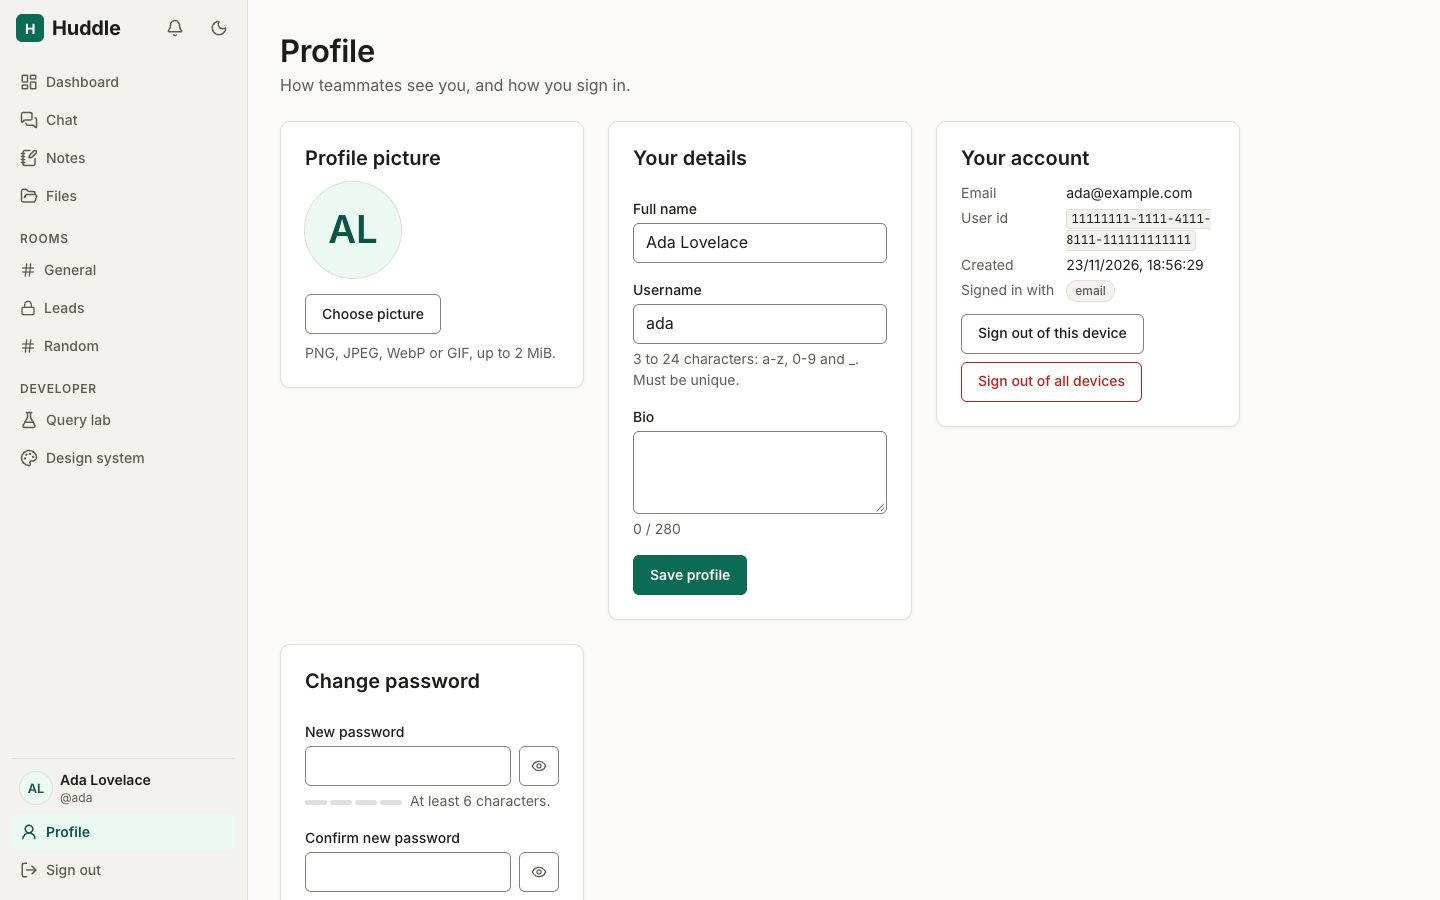 H Huddle
Dashboard
Chat
Notes
Files
ROOMS
General
Leads
Random
DEVELOPER
Query lab
Design system
AL
Ada Lovelace
@ada
Profile
Sign out
Profile
How teammates see you, and how you sign in.
Profile picture
AL
Choose picture
PNG, JPEG, WebP or GIF, up to 2 MiB.
Your details
Full name
Ada Lovelace
Username
ada
3 to 24 characters: a-z, 0-9 and _.
Must be unique.
Bio
0 / 280
Save profile
Your account
Email ada@example.com
User id 11111111-1111-4111-
8111-111111111111
Created 23/11/2026, 18:56:29
Signed in with email
Sign out of this device
Sign out of all devices
Change password
New password
At least 6 characters.
Confirm new password